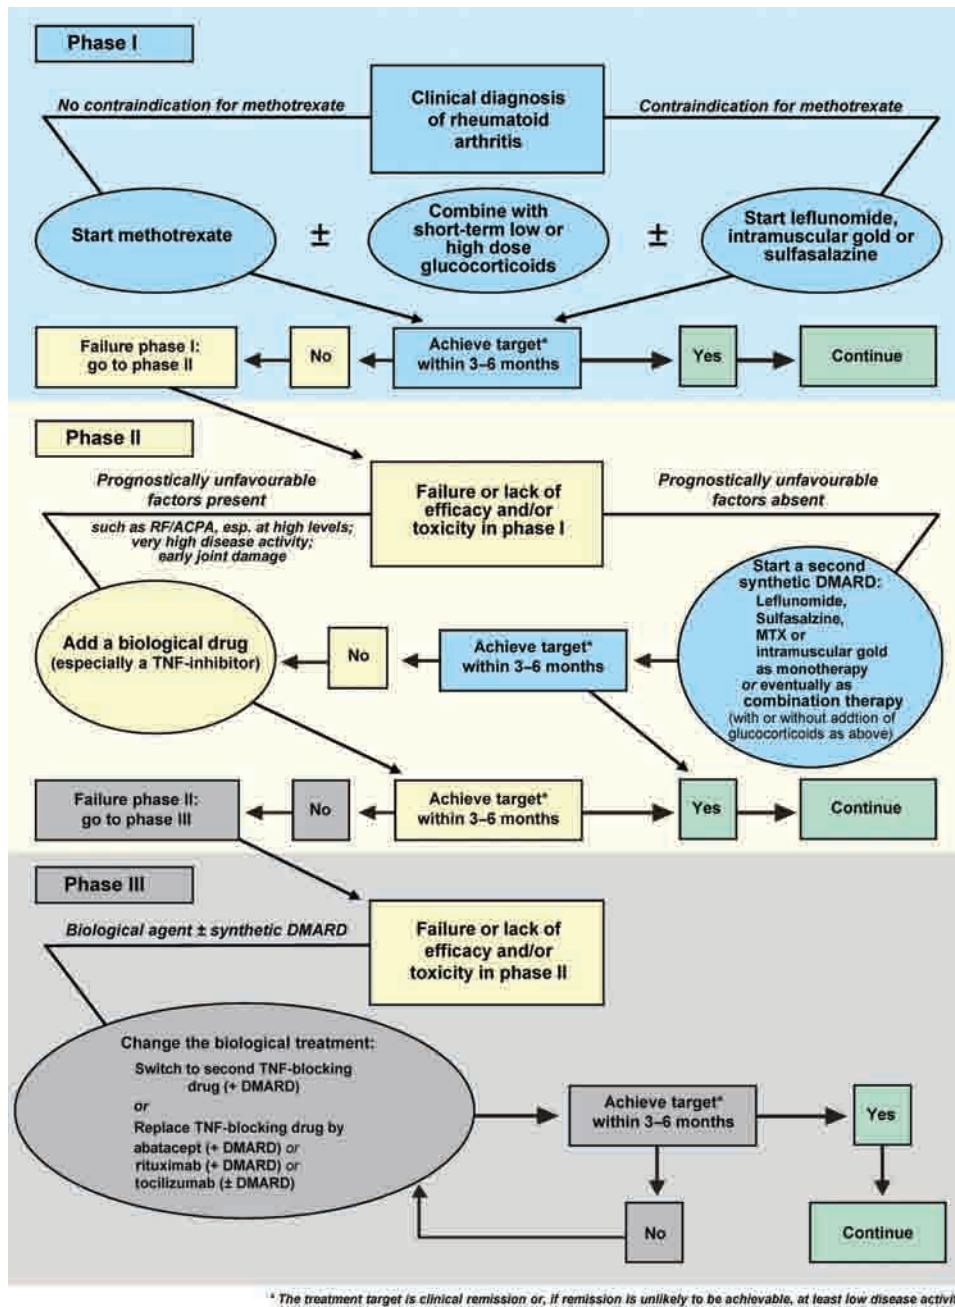 Phase I
No contraindication for methotrexate
Clinical diagnosis
of rheumatoid
arthritis
Contraindication for methotrexate
Start methotrexate
±
Combine with
short-term low or
high dose
glucocorticoids
±
Start leflunomide,
intramuscular gold or
sulfasalazine
Failure phase I:
go to phase II
No
Achieve target*
within 3–6 months
Yes
Continue
Phase II
Prognostically unfavourable
factors present
such as RF/ACPA, esp. at high levels;
very high disease activity;
early joint damage
Failure or lack of
efficacy and/or
toxicity in phase I
Prognostically unfavourable
factors absent
Add a biological drug
(especially a TNF-inhibitor)
No
Achieve target*
within 3–6 months
Start a second
synthetic DMARD:
Leflunomide,
Sulfasalzine,
MTX or
intramuscular gold
as monotherapy
or eventually as
combination therapy
(with or without addtion of
glucocorticoids as above)
Failure phase II:
go to phase III
No
Achieve target*
within 3–6 months
Yes
Continue
Phase III
Biological agent ± synthetic DMARD
Failure or lack of
efficacy and/or
toxicity in phase II
Change the biological treatment:
Switch to second TNF-blocking
drug (+ DMARD)
or
Replace TNF-blocking drug by
abatacept (+ DMARD) or
rituximab (+ DMARD) or
tocilizumab (± DMARD)
Achieve target*
within 3–6 months
Yes
No
Continue
* The treatment target is clinical remission or, if remission is unlikely to be achievable, at least low disease activi